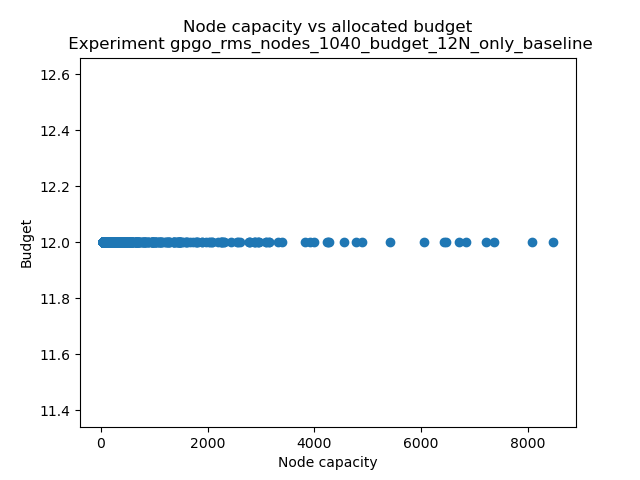 Node capacity vs allocated budget
Experiment gpgo_rms_nodes_1040_budget_12N_only_baseline
12.6
12.4
12.2
12.0
11.8
11.6
11.4
Budget
0 2000 4000 6000 8000
Node capacity